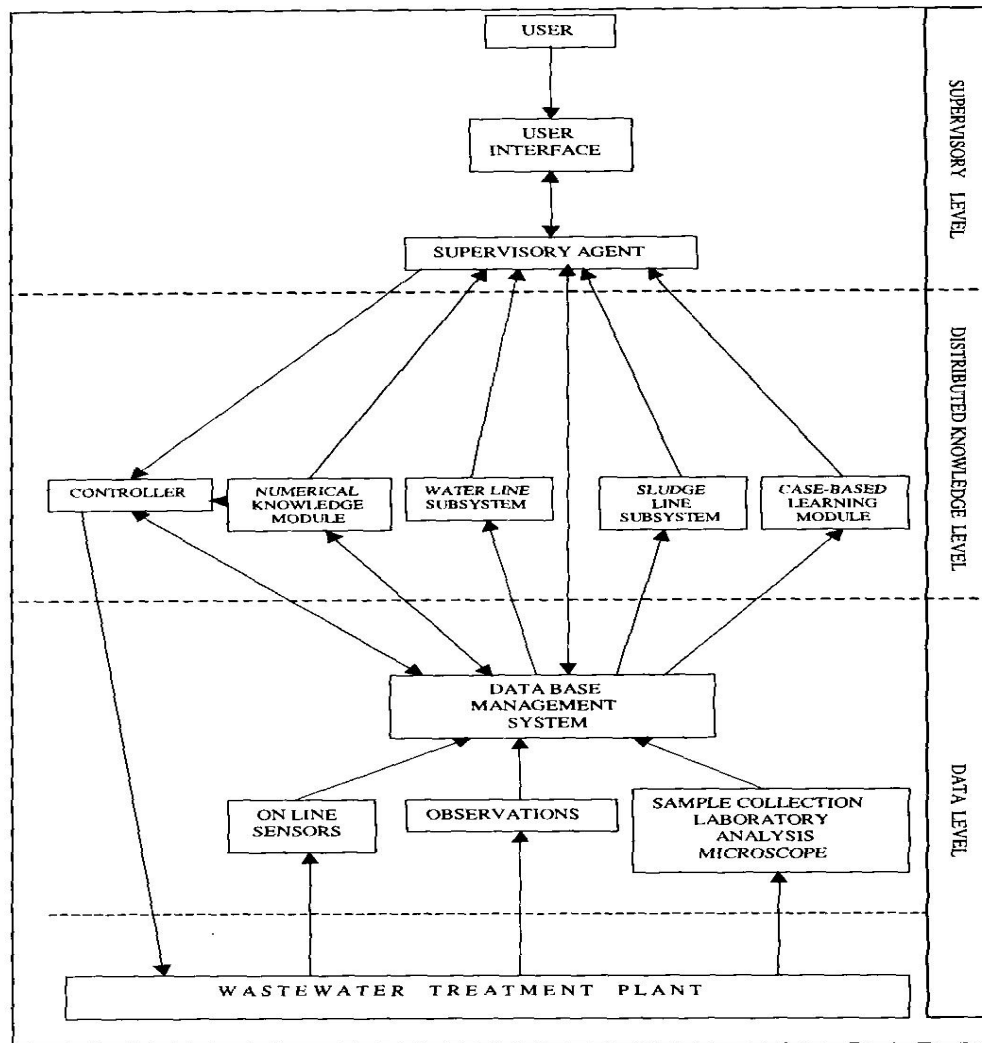 USER
USER
INTERFACE
SUPERVISORY AGENT
SUPERVISORY LEVEL
CONTROLLER
NUMERICAL
KNOWLEDGE
MODULE
WATER LINE
SUBSYSTEM
SLUDGE
LINE
SUBSYSTEM
CASE-BASED
LEARNING
MODULE
DISTRIBUTED KNOWLEDGE LEVEL
DATA BASE
MANAGEMENT
SYSTEM
ON LINE
SENSORS
OBSERVATIONS
SAMPLE COLLECTION
LABORATORY
ANALYSIS
MICROSCOPE
DATA LEVEL
WASTEWATER TREATMENT PLANT